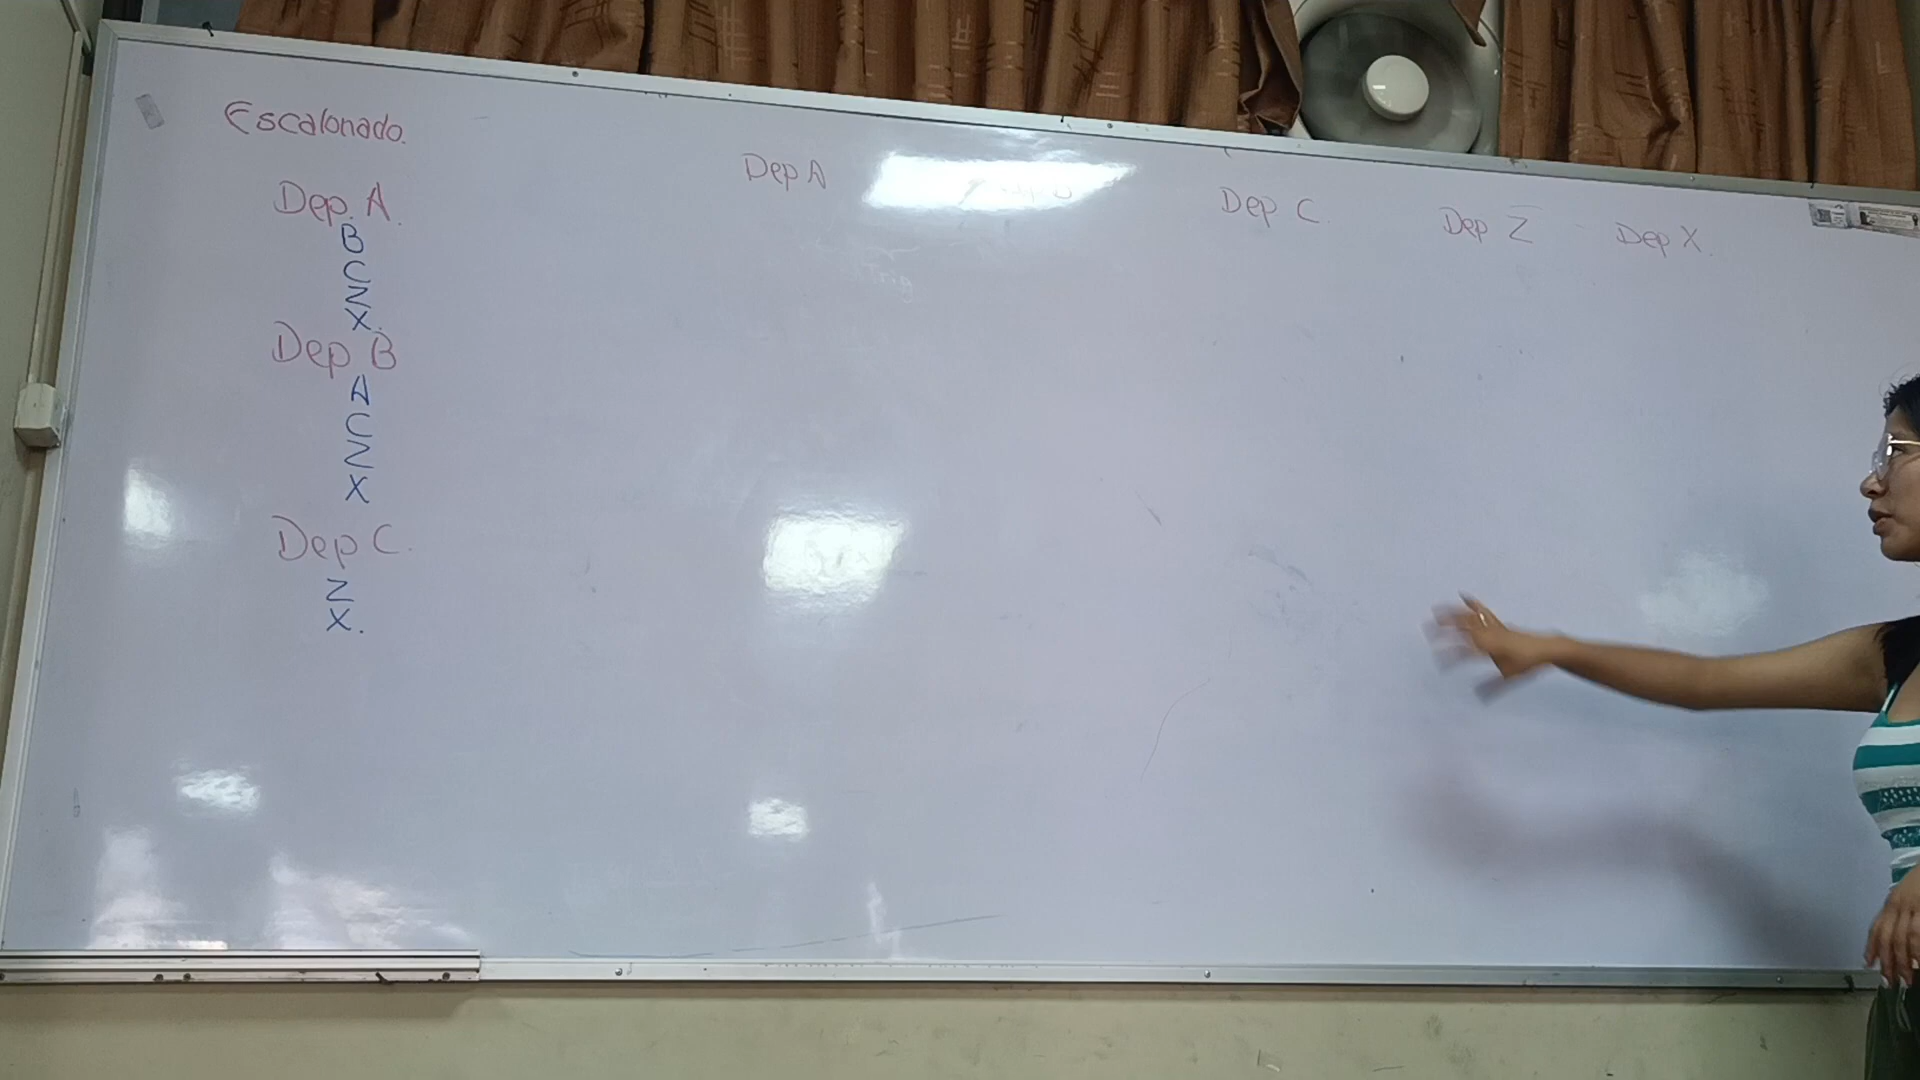 Escalonado.
Dep A
Dep C.
Dep Z
Dep X.
Dep. A.
B
C
Z
X.
Dep B
A
C
Z
X
Dep C.
Z
X.